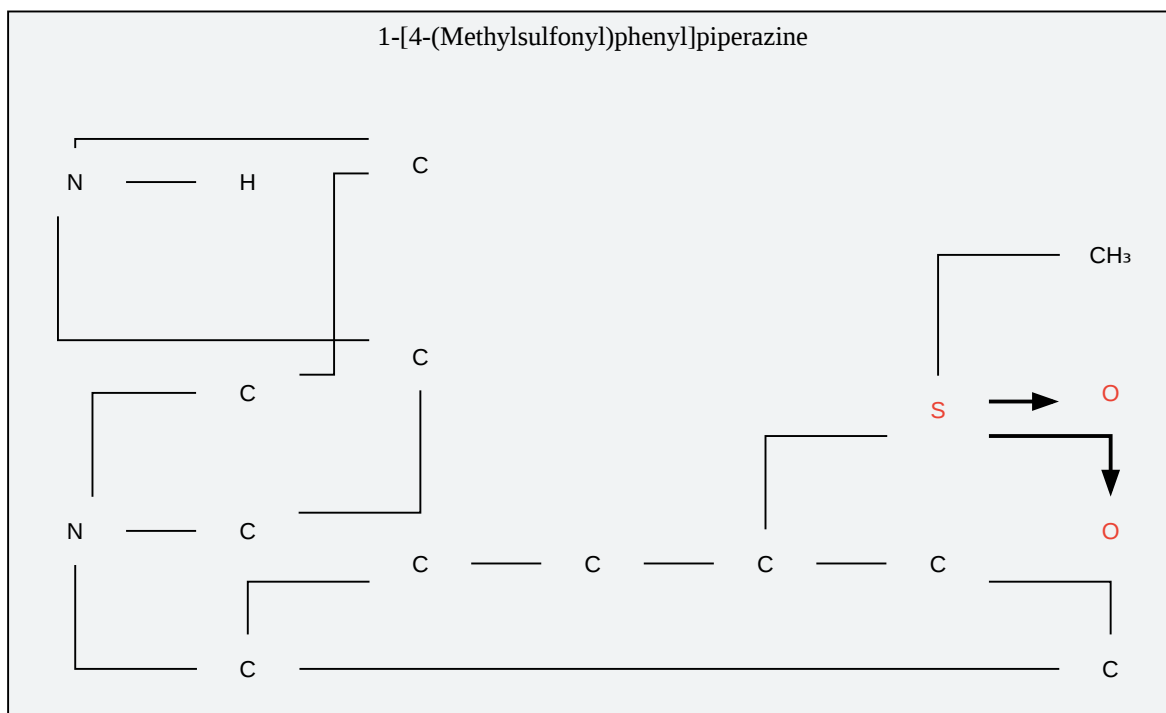 1-[4-(Methylsulfonyl)phenyl]piperazine
C
N H
CH₃
C
C O
S
N C O
C C C C
C C